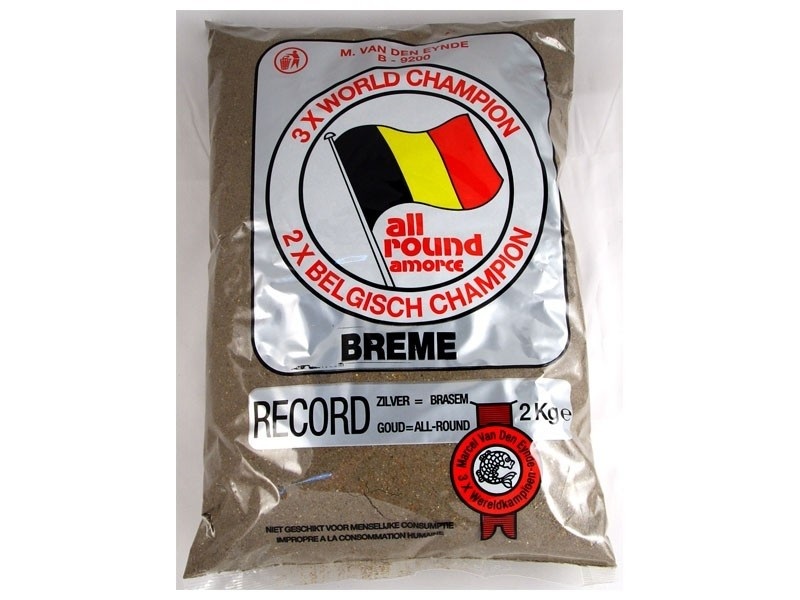 M. VAN DEN EYNDE
B - 9200
3 X WORLD CHAMPION
all
round
amorce
2 X BELGISCH CHAMPION
BREME
RECORD
ZILVER = BRASEM
GOUD = ALL-ROUND
2 Kg e
Marcel Van Den Eynde
3 X Wereldkampioen
NIET GESCHIKT VOOR MENSELIJKE CONSUMPTIE
IMPROPRE A LA CONSOMMATION HUMAINE